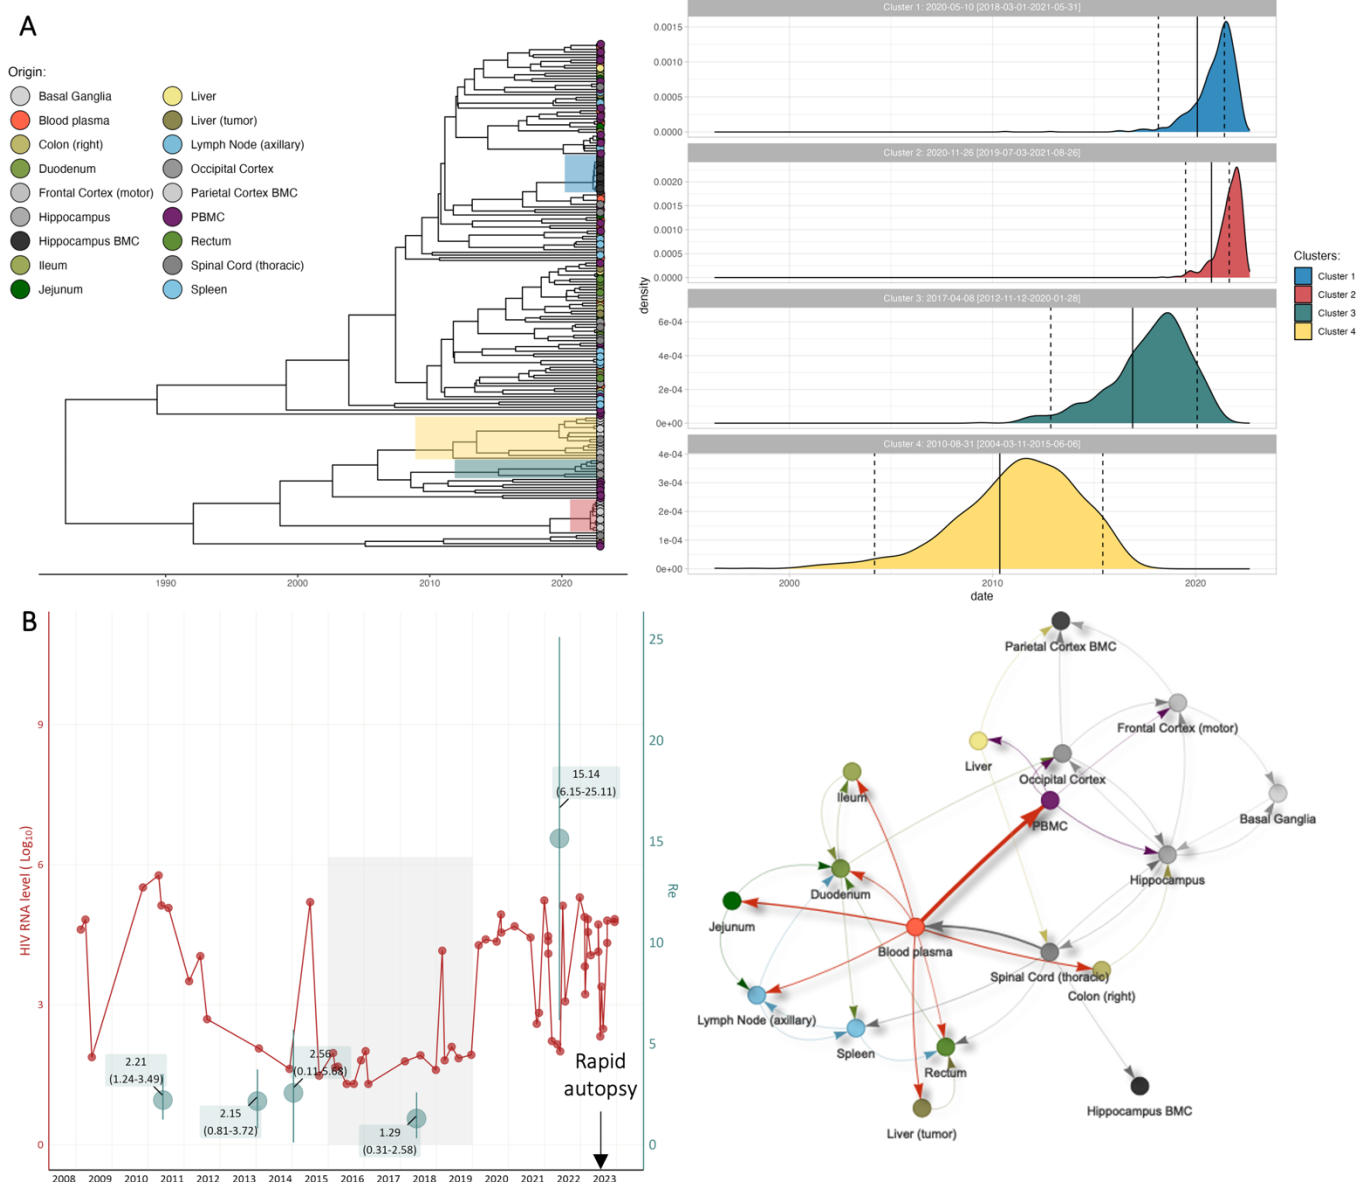 A
Origin:
Basal Ganglia
Blood plasma
Colon (right)
Duodenum
Frontal Cortex (motor)
Hippocampus
Hippocampus BMC
Ileum
Jejunum
Liver
Liver (tumor)
Lymph Node (axillary)
Occipital Cortex
Parietal Cortex BMC
PBMC
Rectum
Spinal Cord (thoracic)
Spleen
1990
2000
2010
2020
Cluster 1: 2020-05-10 [2018-03-01-2021-05-31]
0.0015
0.0010
0.0005
0.0000
Cluster 2: 2020-11-26 [2019-07-03-2021-08-26]
0.0020
0.0015
0.0010
0.0005
0.0000
Cluster 3: 2017-04-08 [2012-11-12-2020-01-28]
6e-04
4e-04
2e-04
0e+00
Cluster 4: 2010-08-31 [2004-03-11-2015-06-06]
4e-04
3e-04
2e-04
1e-04
0e+00
density
2000
2010
2020
date
Clusters:
Cluster 1
Cluster 2
Cluster 3
Cluster 4
B
HIV RNA level ( Log10)
9
6
3
0
25
20
15
10
5
0
Re
15.14
(6.15-25.11)
2.21
(1.24-3.49)
2.15
(0.81-3.72)
2.56
(0.11-5.68)
1.29
(0.31-2.58)
Rapid
autopsy
2008
2009
2010
2011
2012
2013
2014
2015
2016
2017
2018
2019
2020
2021
2022
2023
Parietal Cortex BMC
Frontal Cortex (motor)
Liver
Occipital Cortex
Ileum
PBMC
Basal Ganglia
Hippocampus
Duodenum
Jejunum
Blood plasma
Spinal Cord (thoracic)
Colon (right)
Lymph Node (axillary)
Spleen
Rectum
Hippocampus BMC
Liver (tumor)